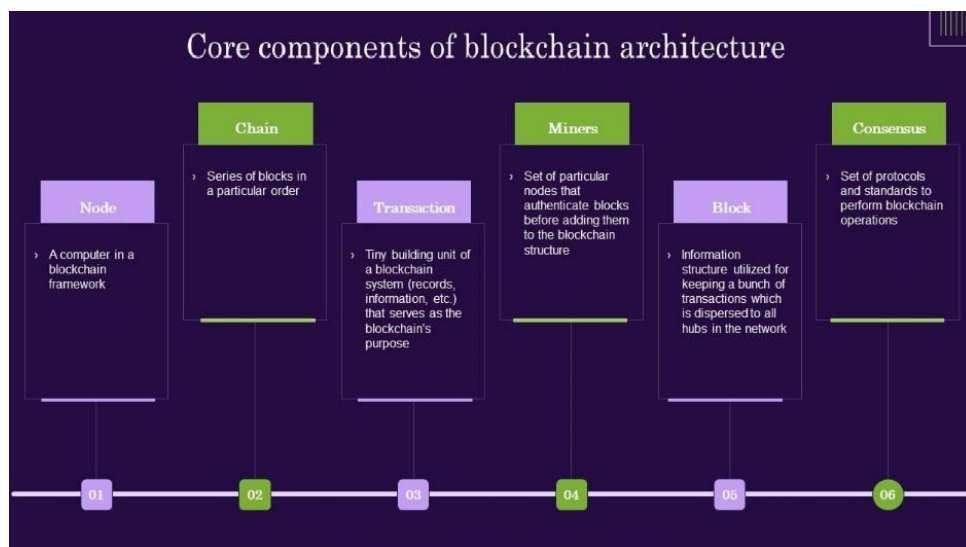 Core components of blockchain architecture
Node
› A computer in a
blockchain
framework
01
Chain
› Series of blocks in
a particular order
02
Transaction
› Tiny building unit of
a blockchain
system (records,
information, etc.)
that serves as the
blockchain's
purpose
03
Miners
› Set of particular
nodes that
authenticate blocks
before adding them
to the blockchain
structure
04
Block
› Information
structure utilized for
keeping a bunch of
transactions which
is dispersed to all
hubs in the network
05
Consensus
› Set of protocols
and standards to
perform blockchain
operations
06